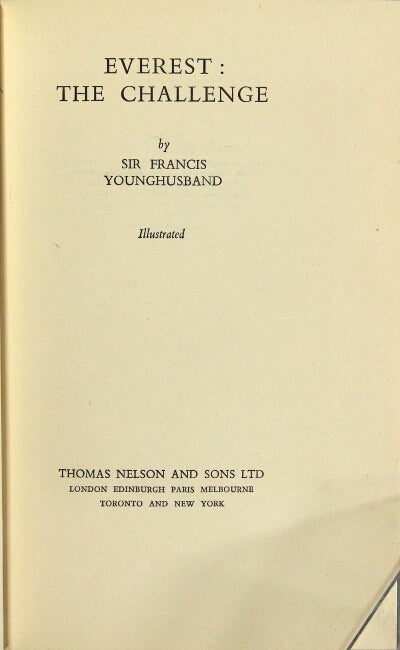 EVEREST :
THE CHALLENGE
by
SIR FRANCIS
YOUNGHUSBAND
Illustrated
THOMAS NELSON AND SONS LTD
LONDON EDINBURGH PARIS MELBOURNE
TORONTO AND NEW YORK